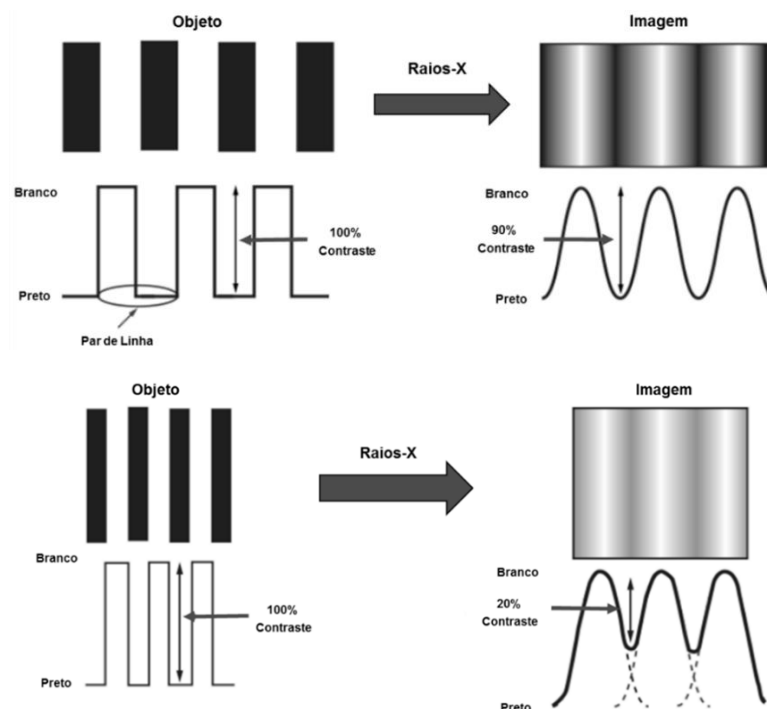 Objeto
Imagem
Raios-X
Branco
100%
Contraste
Preto
Par de Linha
Branco
90%
Contraste
Preto
Objeto
Imagem
Raios-X
Branco
100%
Contraste
Preto
Branco
20%
Contraste
Preto